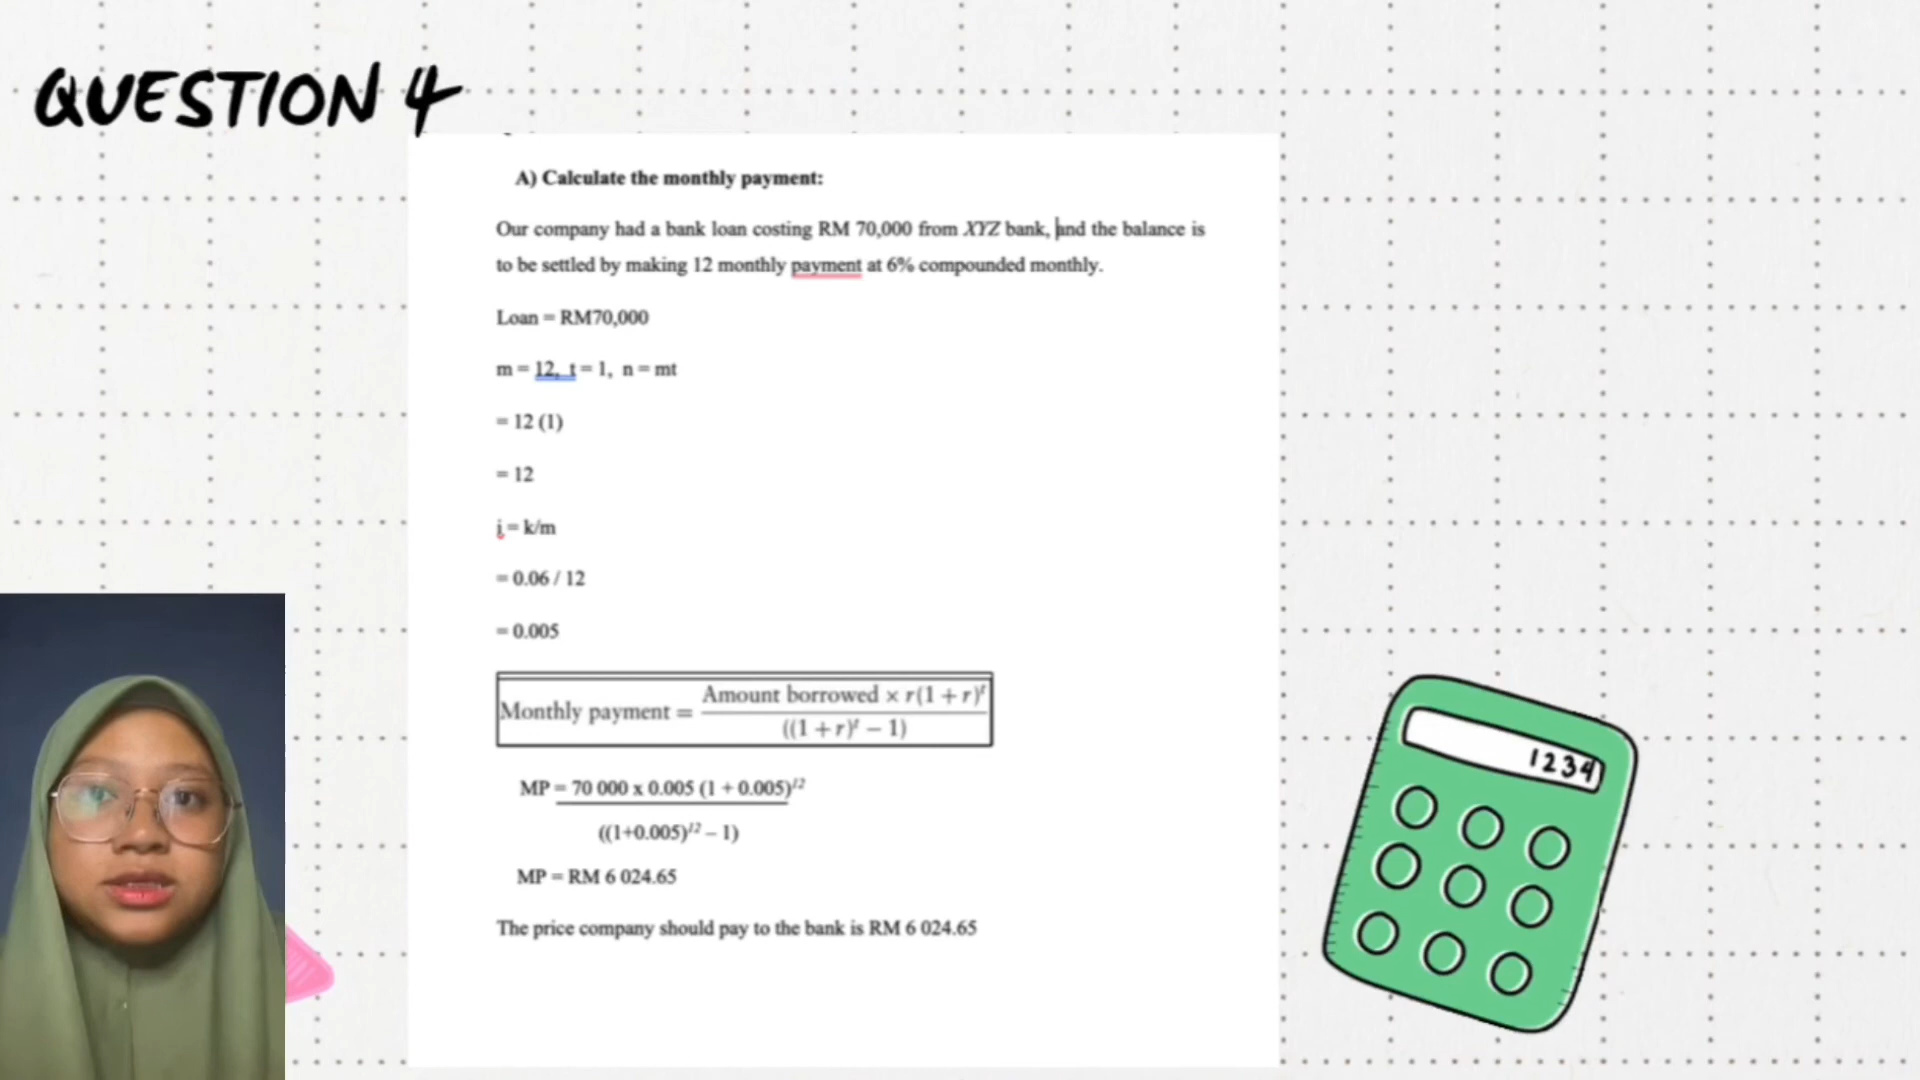 QUESTION 4
A) Calculate the monthly payment:
Our company had a bank loan costing RM 70,000 from XYZ bank, and the balance is
to be settled by making 12 monthly payment at 6% compounded monthly.
Loan = RM70,000
m = 12, t = 1, n = mt
= 12 (1)
= 12
i = k/m
= 0.06 / 12
= 0.005
Monthly payment = Amount borrowed × r(1 + r)^t
((1 + r)^t − 1)
MP = 70 000 x 0.005 (1 + 0.005)^12
((1+0.005)^12 – 1)
MP = RM 6 024.65
The price company should pay to the bank is RM 6 024.65
1234